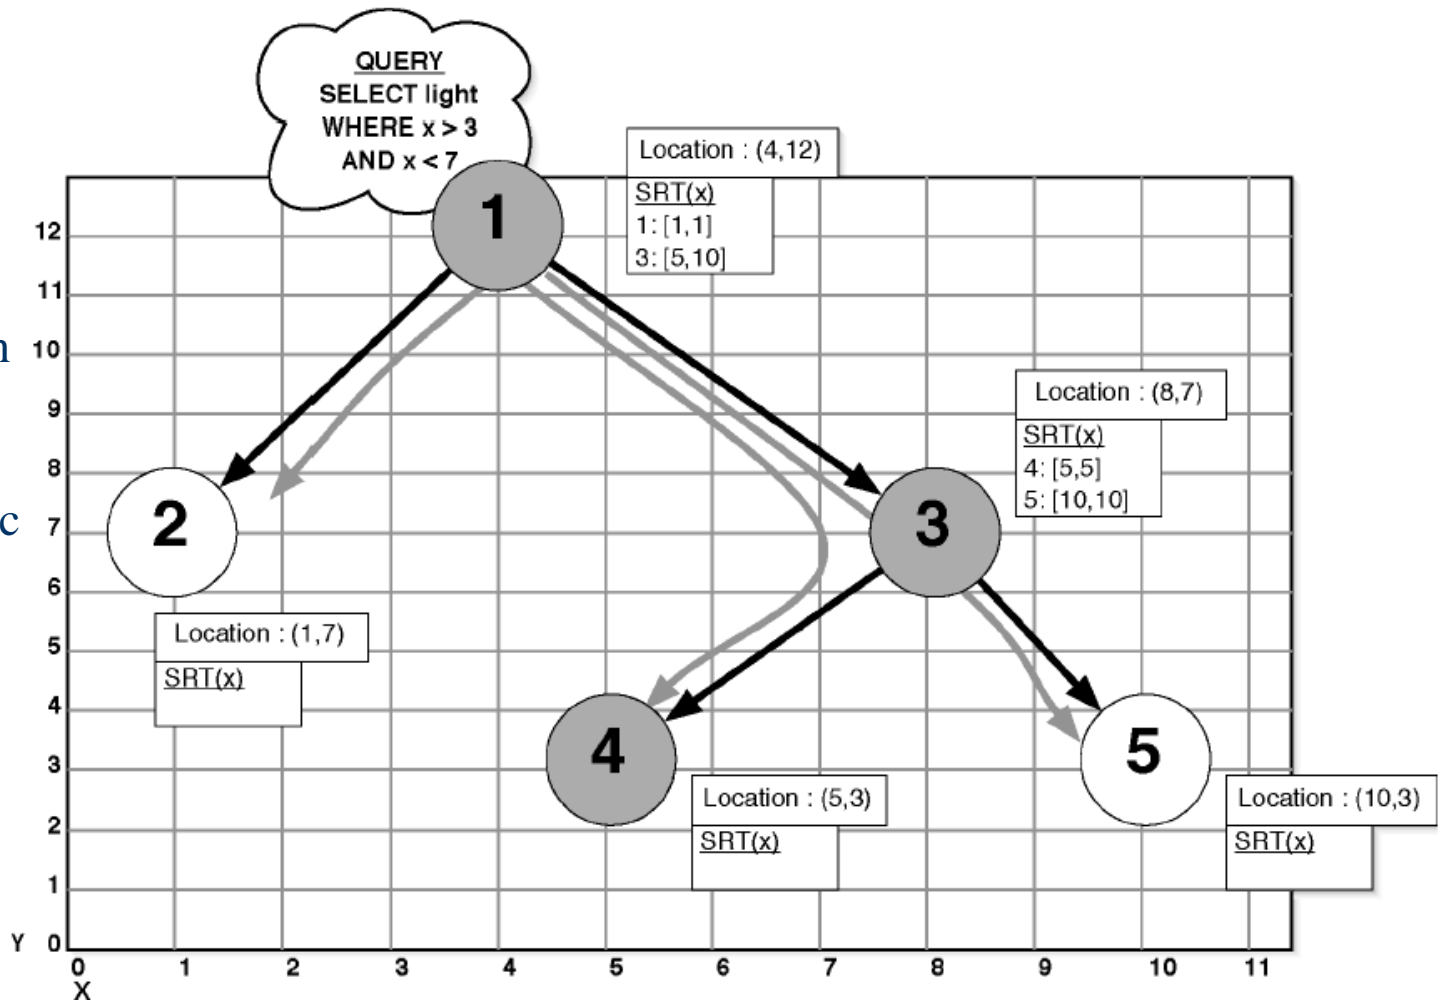 QUERY
SELECT light
WHERE x > 3
AND x < 7
1
Location : (4,12)
SRT(x)
1: [1,1]
3: [5,10]
12
11
n
10
9
8
c
7
6
5
4
3
2
1
Y 0
2
Location : (1,7)
SRT(x)
3
Location : (8,7)
SRT(x)
4: [5,5]
5: [10,10]
4
Location : (5,3)
SRT(x)
5
Location : (10,3)
SRT(x)
0 1 2 3 4 5 6 7 8 9 10 11
X